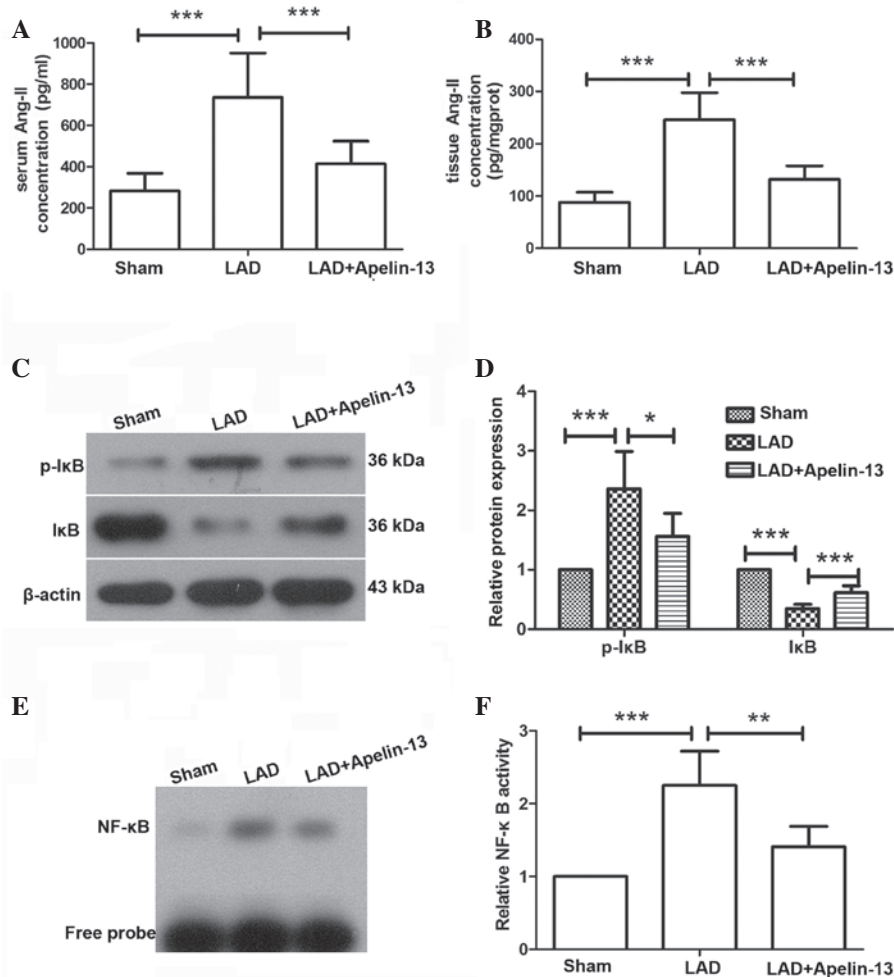 A
serum Ang-II
concentration (pg/ml)
1000
800
600
400
200
0
***
***
Sham
LAD
LAD+Apelin-13
B
tissue Ang-II
concentration
(pg/mgprot)
400
300
200
100
0
***
***
Sham
LAD
LAD+Apelin-13
C
Sham
LAD
LAD+Apelin-13
p-IκB
36 kDa
IκB
36 kDa
β-actin
43 kDa
D
Relative protein expression
4
3
2
1
0
***
*
***
***
Sham
LAD
LAD+Apelin-13
p-IκB
IκB
E
Sham
LAD
LAD+Apelin-13
NF-κB
Free probe
F
Relative NF-κ B activity
3
2
1
0
***
**
Sham
LAD
LAD+Apelin-13